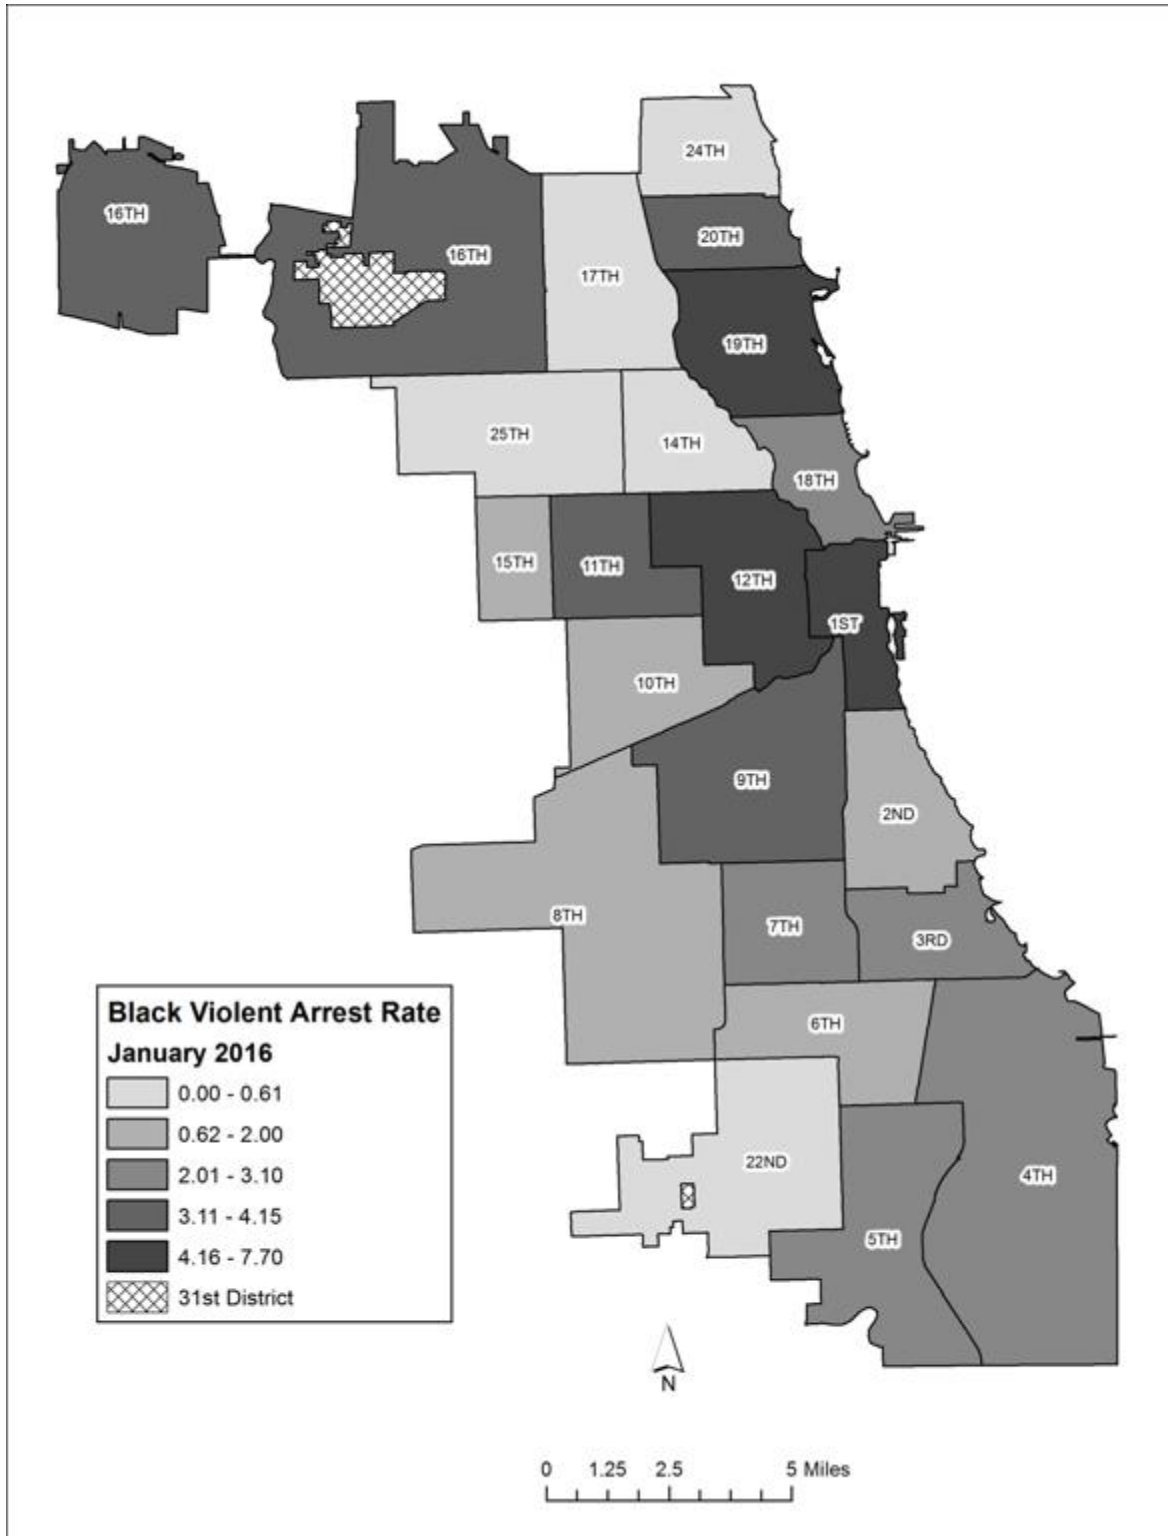 24TH
16TH
20TH
16TH
17TH
19TH
25TH
14TH
18TH
15TH
11TH
12TH
1ST
10TH
9TH
2ND
8TH
7TH
3RD
6TH
22ND
4TH
5TH
Black Violent Arrest Rate
January 2016
0.00 - 0.61
0.62 - 2.00
2.01 - 3.10
3.11 - 4.15
4.16 - 7.70
31st District
N
0 1.25 2.5 5 Miles